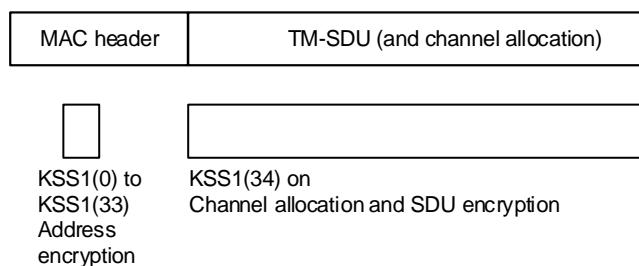 MAC header
TM-SDU (and channel allocation)
KSS1(0) to
KSS1(33)
Address
encryption
KSS1(34) on
Channel allocation and SDU encryption